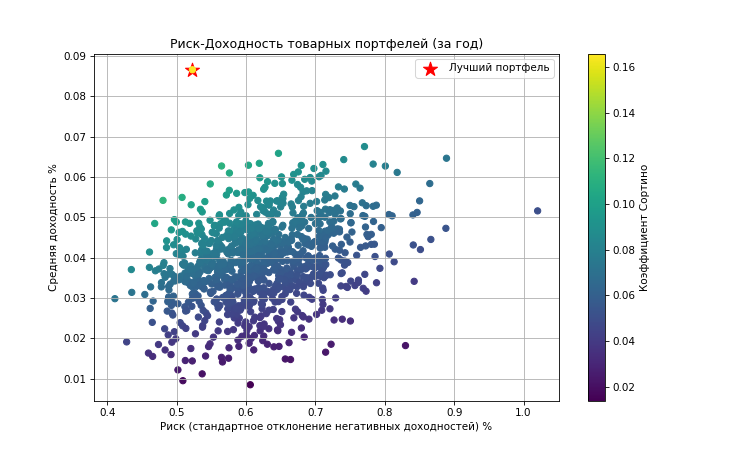 Риск-Доходность товарных портфелей (за год)
Лучший портфель
Средняя доходность %
0.09
0.08
0.07
0.06
0.05
0.04
0.03
0.02
0.01
0.4 0.5 0.6 0.7 0.8 0.9 1.0
Риск (стандартное отклонение негативных доходностей) %
0.16
0.14
0.12
0.10
0.08
0.06
0.04
0.02
Коэффициент Сортино